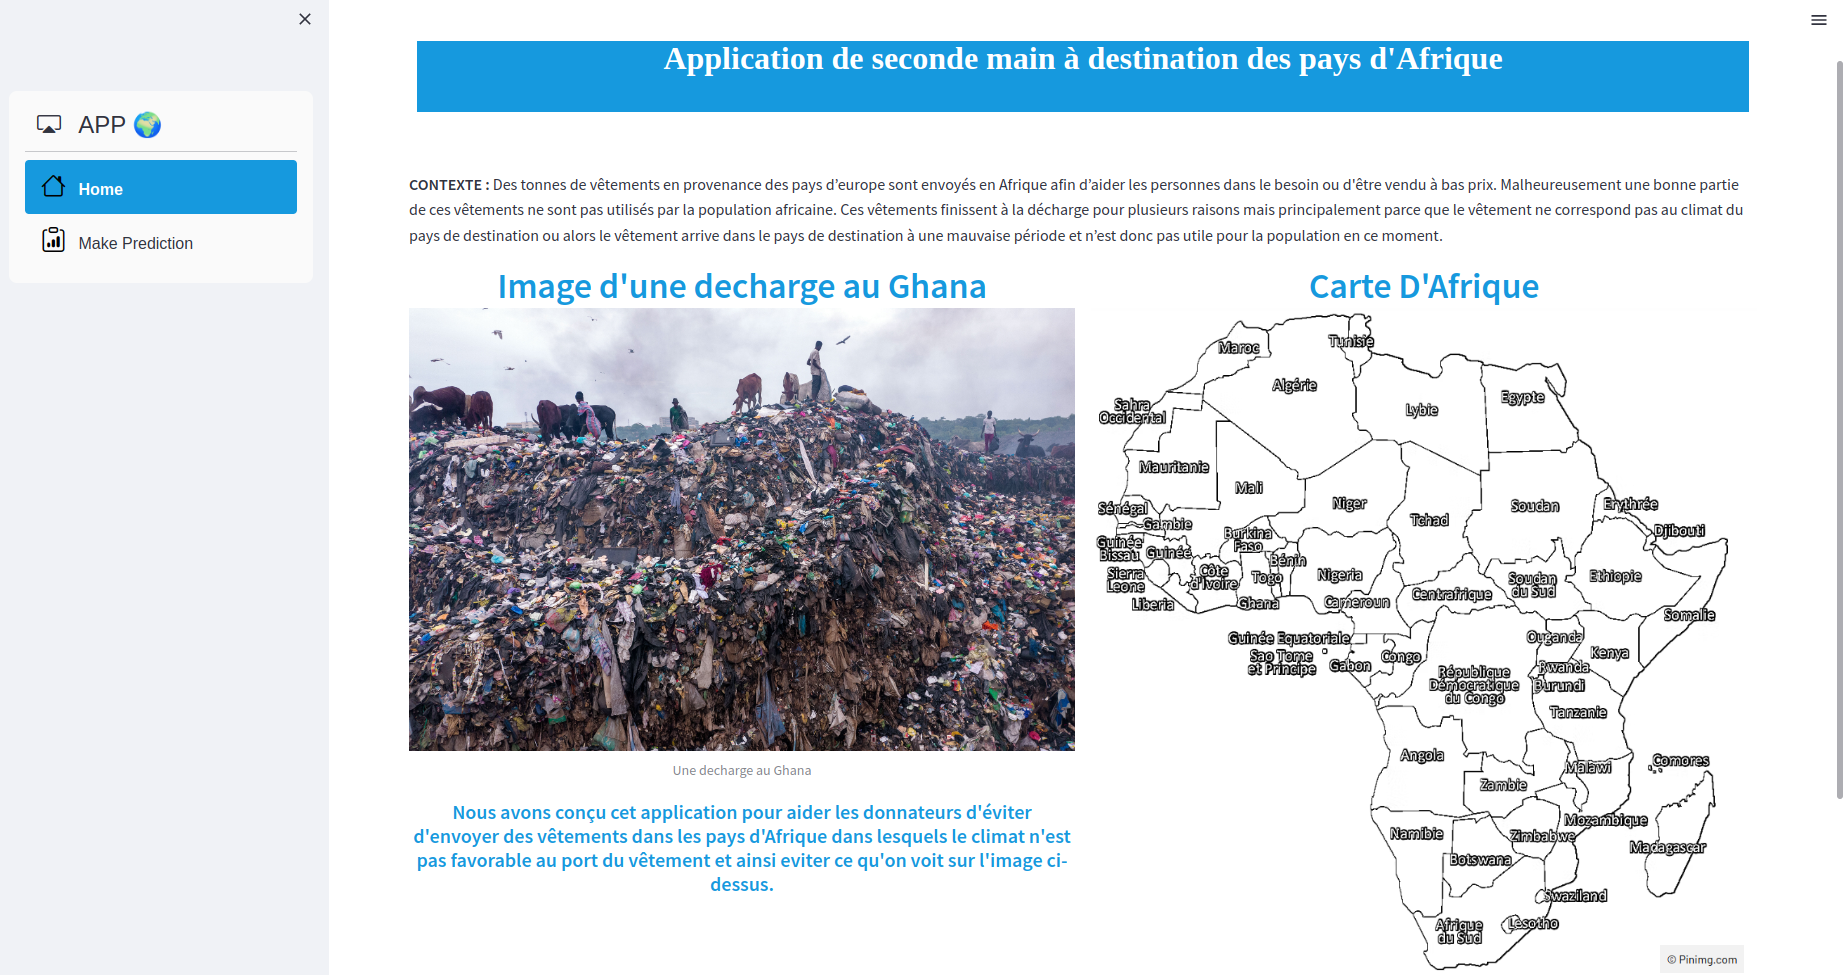 APP
Home
Make Prediction
Application de seconde main à destination des pays d'Afrique
CONTEXTE : Des tonnes de vêtements en provenance des pays d’europe sont envoyés en Afrique afin d’aider les personnes dans le besoin ou d'être vendu à bas prix. Malheureusement une bonne partie
de ces vêtements ne sont pas utilisés par la population africaine. Ces vêtements finissent à la décharge pour plusieurs raisons mais principalement parce que le vêtement ne correspond pas au climat du
pays de destination ou alors le vêtement arrive dans le pays de destination à une mauvaise période et n’est donc pas utile pour la population en ce moment.
Image d'une decharge au Ghana
Une decharge au Ghana
Nous avons conçu cet application pour aider les donnateurs d'éviter
d'envoyer des vêtements dans les pays d'Afrique dans lesquels le climat n'est
pas favorable au port du vêtement et ainsi eviter ce qu'on voit sur l'image ci-
dessus.
Carte D'Afrique
Maroc
Tunisie
Algérie
Lybie
Egypte
Sahra
Occidental
Mauritanie
Mali
Niger
Tchad
Soudan
Erythrée
Djibouti
Sénégal
Gambie
Guinée
Bissau
Guinée
Burkina
Faso
Bénin
Sierra
Leone
Côte
d'Ivoire
Togo
Nigeria
Centrafrique
Soudan
du Sud
Ethiopie
Liberia
Ghana
Cameroun
Somalie
Guinée Equatoriale
Sao Tome
et Principe
Gabon
Congo
Ouganda
Kenya
Rwanda
République
Démocratique
du Congo
Burundi
Tanzanie
Angola
Zambie
Malawi
Comores
Mozambique
Namibie
Zimbabwe
Botswana
Madagascar
Swaziland
Lesotho
Afrique
du Sud
© Pinimg.com